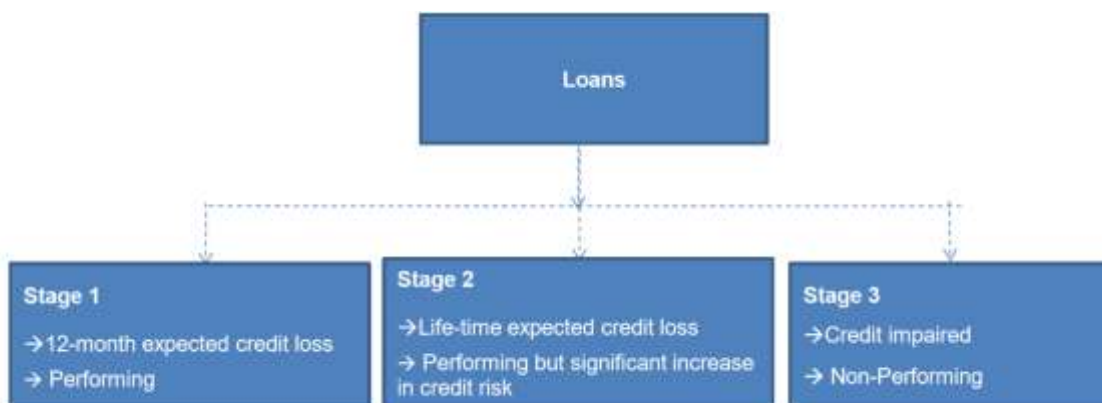 Loans
Stage 1
→12-month expected credit loss
→ Performing
Stage 2
→Life-time expected credit loss
→ Performing but significant increase
in credit risk
Stage 3
→Credit impaired
→ Non-Performing